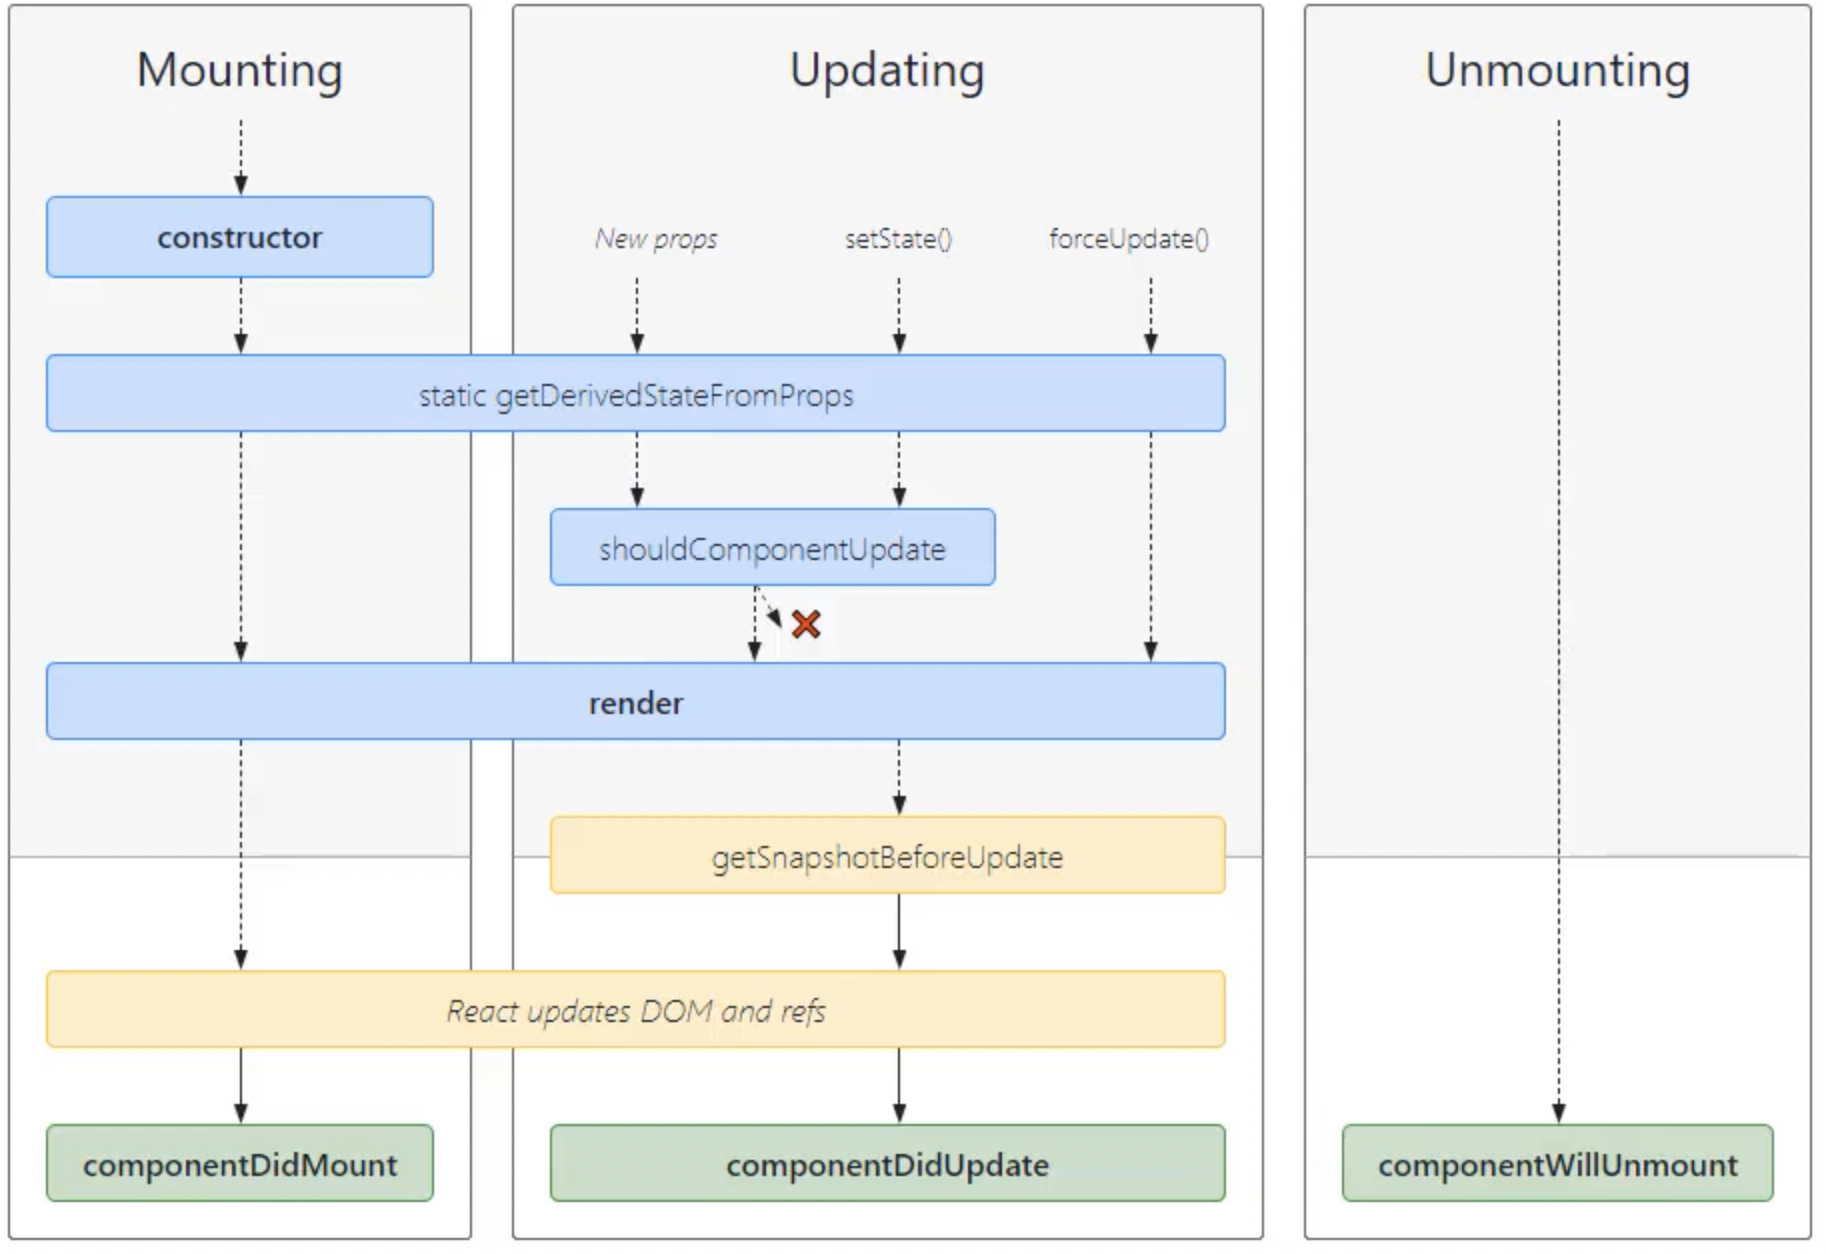 Mounting
Updating
Unmounting
constructor
New props
setState()
forceUpdate()
static getDerivedStateFromProps
shouldComponentUpdate
render
getSnapshotBeforeUpdate
React updates DOM and refs
componentDidMount
componentDidUpdate
componentWillUnmount